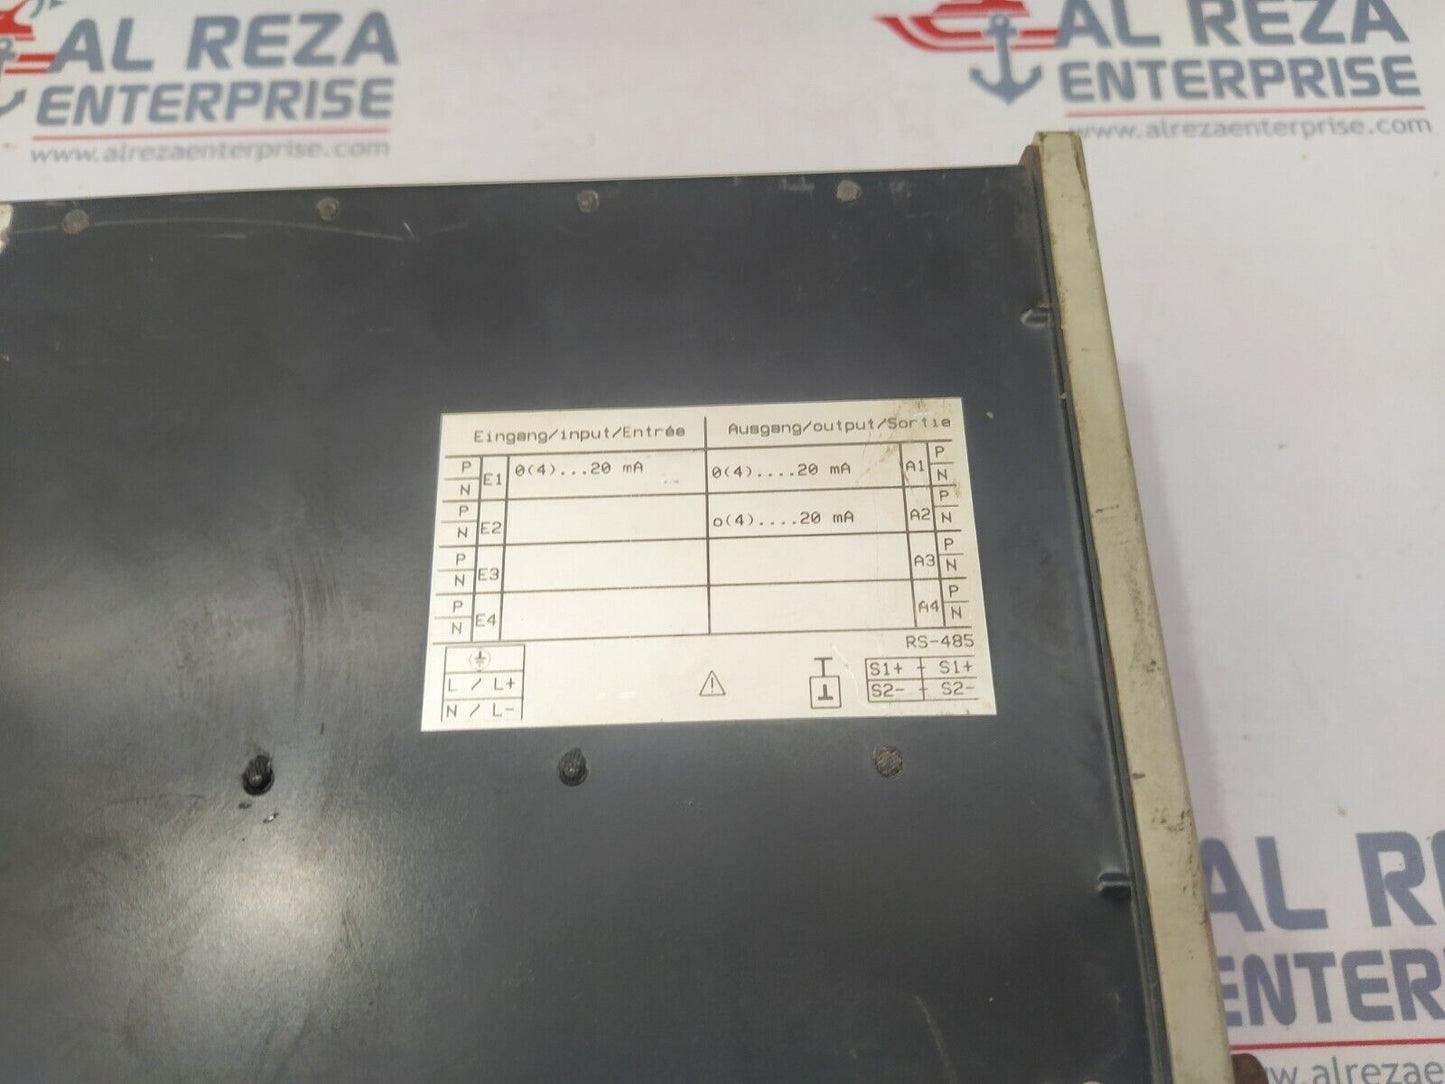 AL REZA
ENTERPRISE
www.alrezaenterprise.com
AL REZA
ENTERPRISE
www.alrezaenterprise.com
Eingang/input/Entrée Ausgang/output/Sortie
P N E1 0(4)...20 mA 0(4)....20 mA A1 P N
P N E2 o(4)....20 mA A2 P N
P N E3 A3 P N
P N E4 A4 P N
RS-485
L / L+ S1+ - S1+
N / L- S2- - S2-
AL R
ENTER
w.alrezae